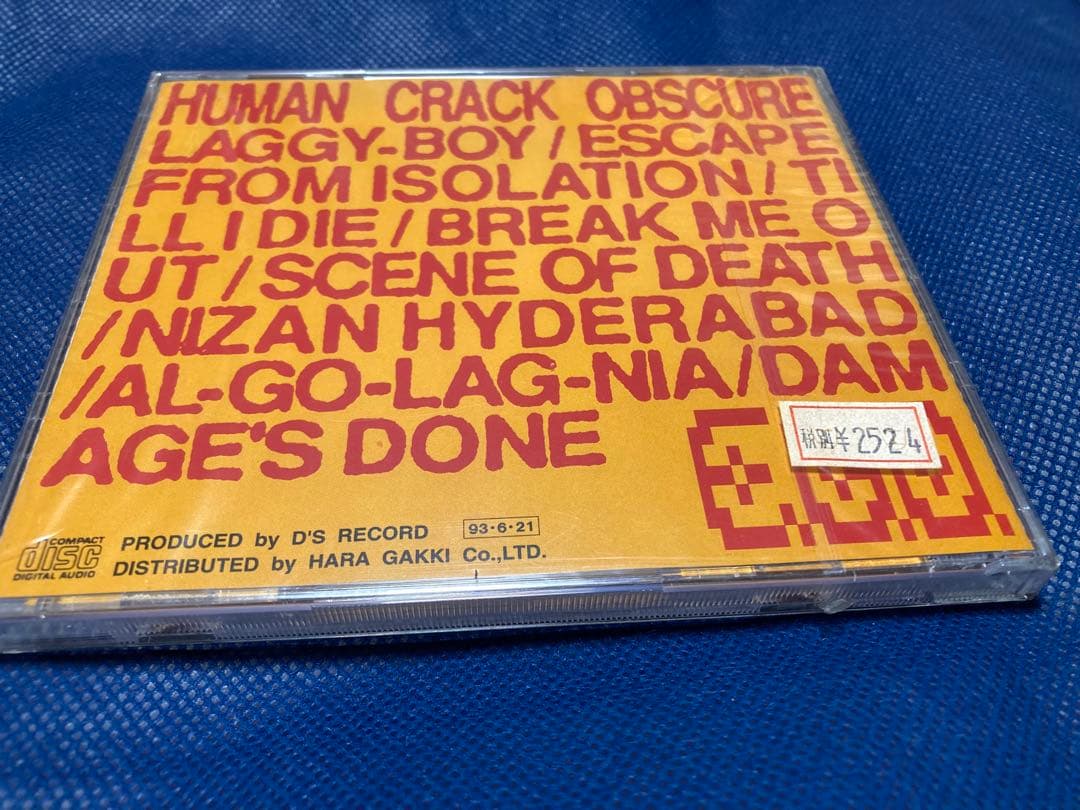 HUMAN CRACK OBSCURE
LAGGY-BOY / ESCAPE
FROM ISOLATION / TI
LL I DIE / BREAK ME O
UT / SCENE OF DEATH
/ NIZAN HYDERABAD
/ AL-GO-LAG-NIA / DAM
AGE'S DONE
税別¥2524
PRODUCED by D'S RECORD 93·6·21
DISTRIBUTED by HARA GAKKI Co.,LTD.
COMPACT
disc
DIGITAL AUDIO